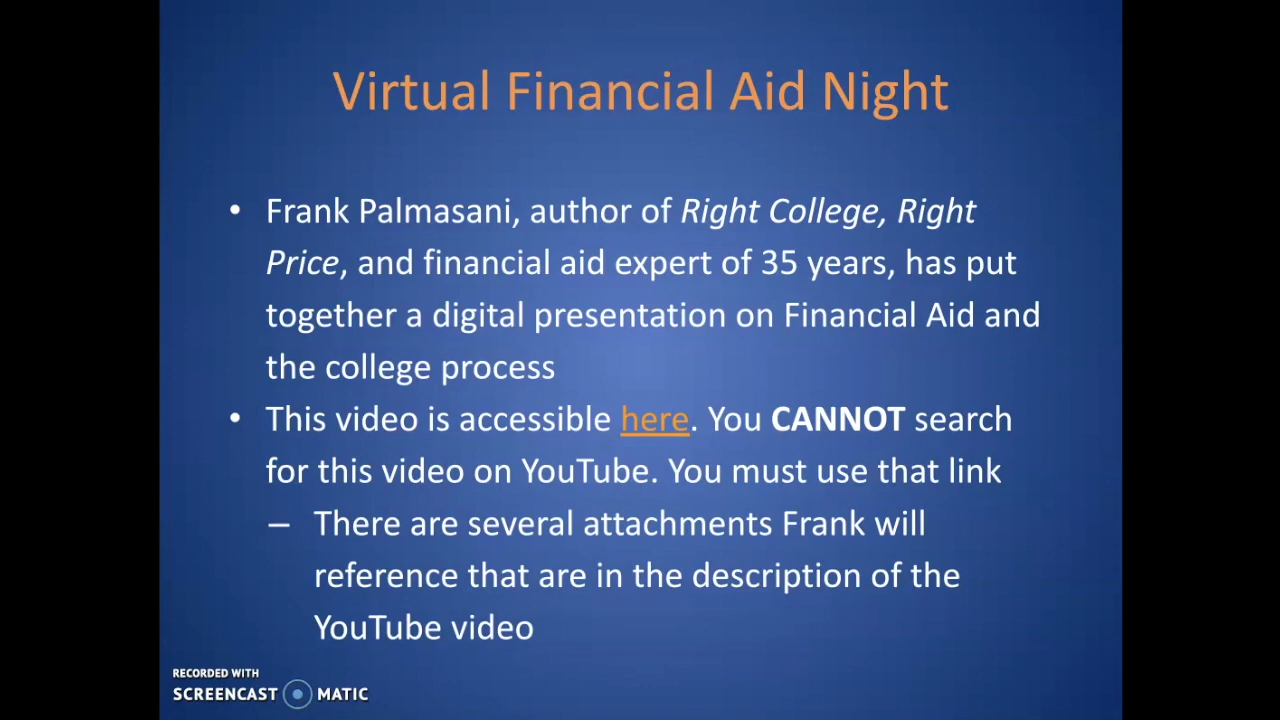 Virtual Financial Aid Night
• Frank Palmasani, author of Right College, Right
Price, and financial aid expert of 35 years, has put
together a digital presentation on Financial Aid and
the college process
• This video is accessible here. You CANNOT search
for this video on YouTube. You must use that link
– There are several attachments Frank will
reference that are in the description of the
YouTube video
RECORDED WITH
SCREENCAST MATIC